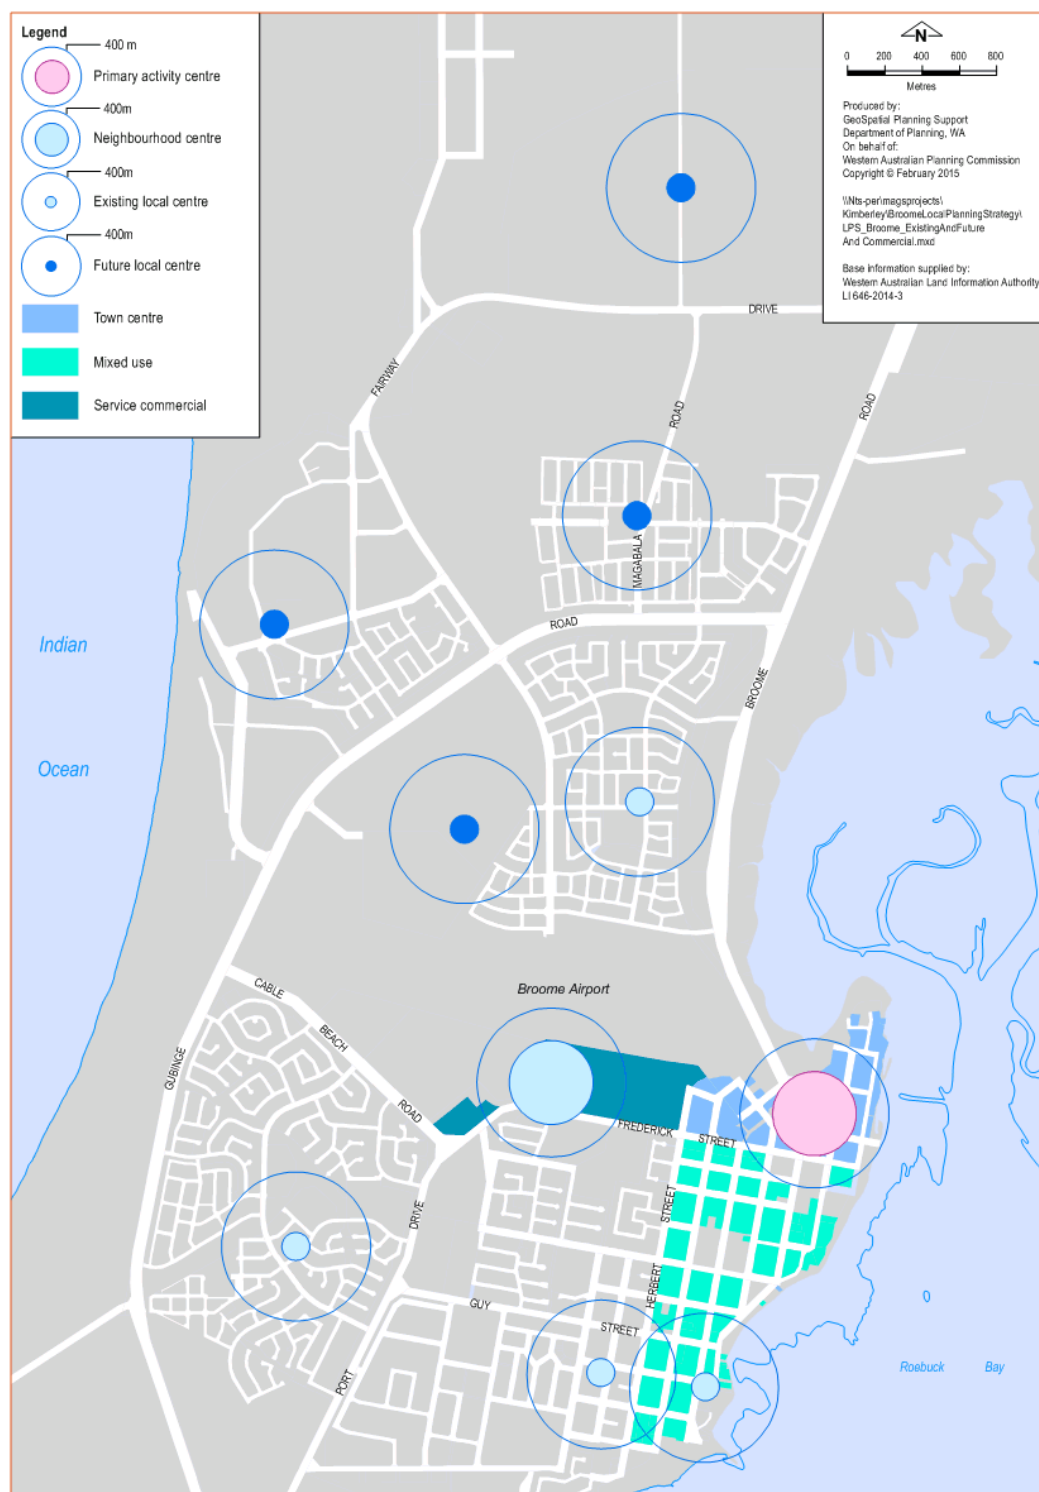 Legend
400 m
Primary activity centre
400m
Neighbourhood centre
400m
Existing local centre
400m
Future local centre
Town centre
Mixed use
Service commercial
N
0 200 400 600 800
Metres
Produced by:
GeoSpatial Planning Support
Department of Planning, WA
On behalf of:
Western Australian Planning Commission
Copyright © February 2015
\\Nts-per\magsprojects\
Kimberley\BroomeLocalPlanningStrategy\
LPS_Broome_ExistingAndFuture
And Commercial.mxd
Base information supplied by:
Western Australian Land Information Authority
LI 646-2014-3
DRIVE
FAIRWAY
ROAD
ROAD
MAGABALA
ROAD
Indian
Ocean
BROOME
Broome Airport
CABLE
BEACH
ROAD
GUBINGE
FREDERICK
STREET
STREET
DRIVE
HERBERT
GUY
STREET
PORT
Roebuck Bay